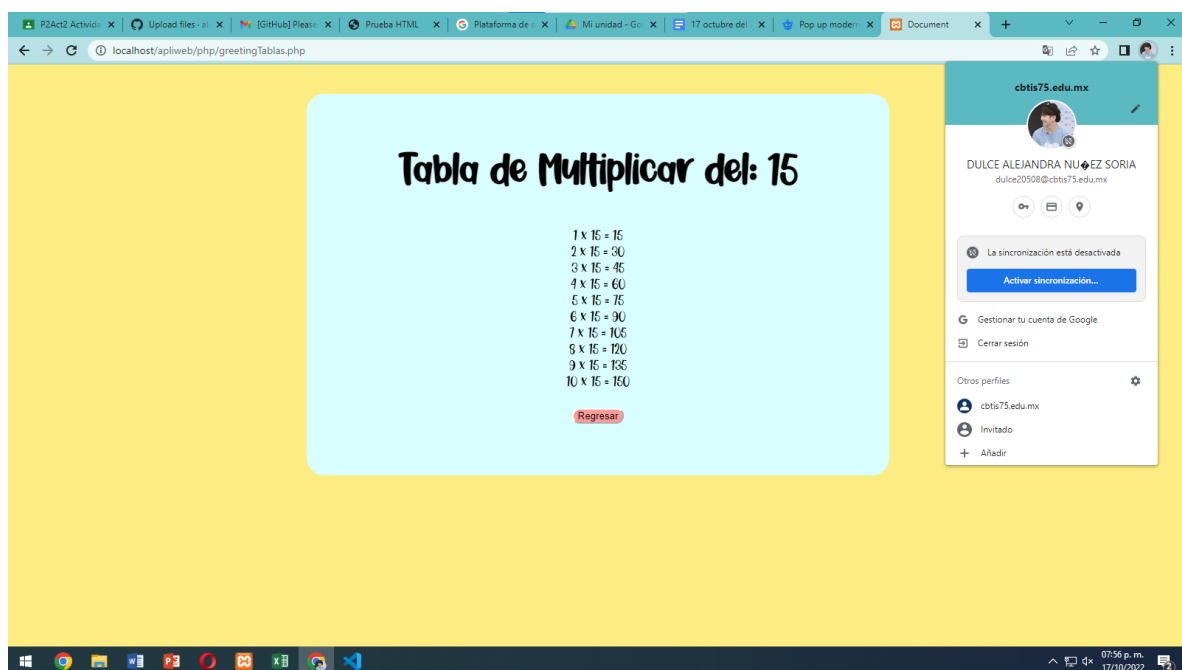 P2Act2 Activida
Upload files · al
[GitHub] Please
Prueba HTML
Plataforma de a
Mi unidad - Goo
17 octubre del 2
Pop up modern
Document
localhost/apliweb/php/greetingTablas.php
cbtis75.edu.mx
DULCE ALEJANDRA NU�EZ SORIA
dulce20508@cbtis75.edu.mx
La sincronización está desactivada
Activar sincronización...
Gestionar tu cuenta de Google
Cerrar sesión
Otros perfiles
cbtis75.edu.mx
Invitado
Añadir
Tabla de Multiplicar del: 15
1 x 15 = 15
2 x 15 = 30
3 x 15 = 45
4 x 15 = 60
5 x 15 = 75
6 x 15 = 90
7 x 15 = 105
8 x 15 = 120
9 x 15 = 135
10 x 15 = 150
Regresar
07:56 p. m.
17/10/2022